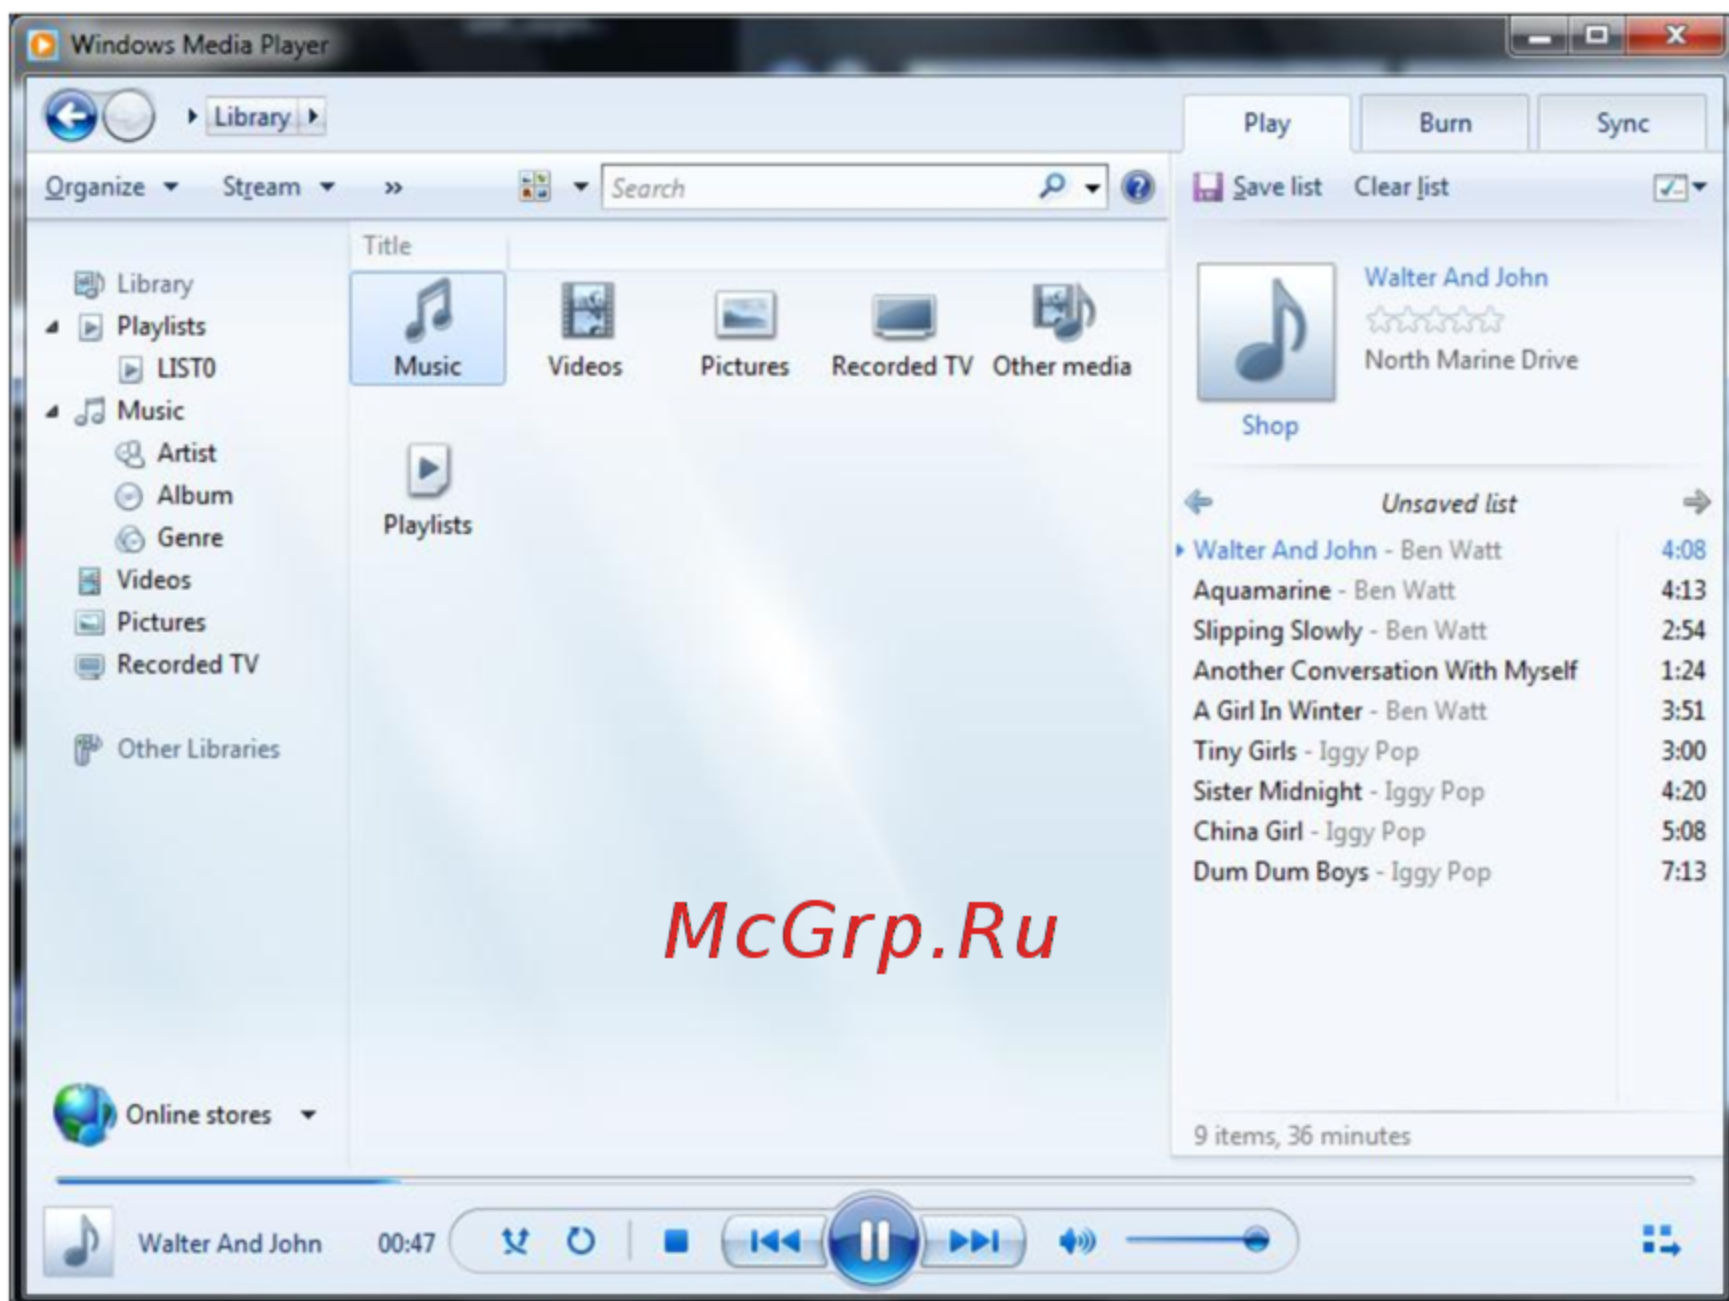 Windows Media Player
Library
Play Burn Sync
Organize Stream » Search
Save list Clear list
Title
Library
Playlists
LIST0
Music
Artist
Album
Genre
Videos
Pictures
Recorded TV
Other Libraries
Music Videos Pictures Recorded TV Other media
Playlists
Walter And John
North Marine Drive
Shop
Unsaved list
Walter And John - Ben Watt 4:08
Aquamarine - Ben Watt 4:13
Slipping Slowly - Ben Watt 2:54
Another Conversation With Myself 1:24
A Girl In Winter - Ben Watt 3:51
Tiny Girls - Iggy Pop 3:00
Sister Midnight - Iggy Pop 4:20
China Girl - Iggy Pop 5:08
Dum Dum Boys - Iggy Pop 7:13
McGrp.Ru
Online stores
9 items, 36 minutes
Walter And John 00:47